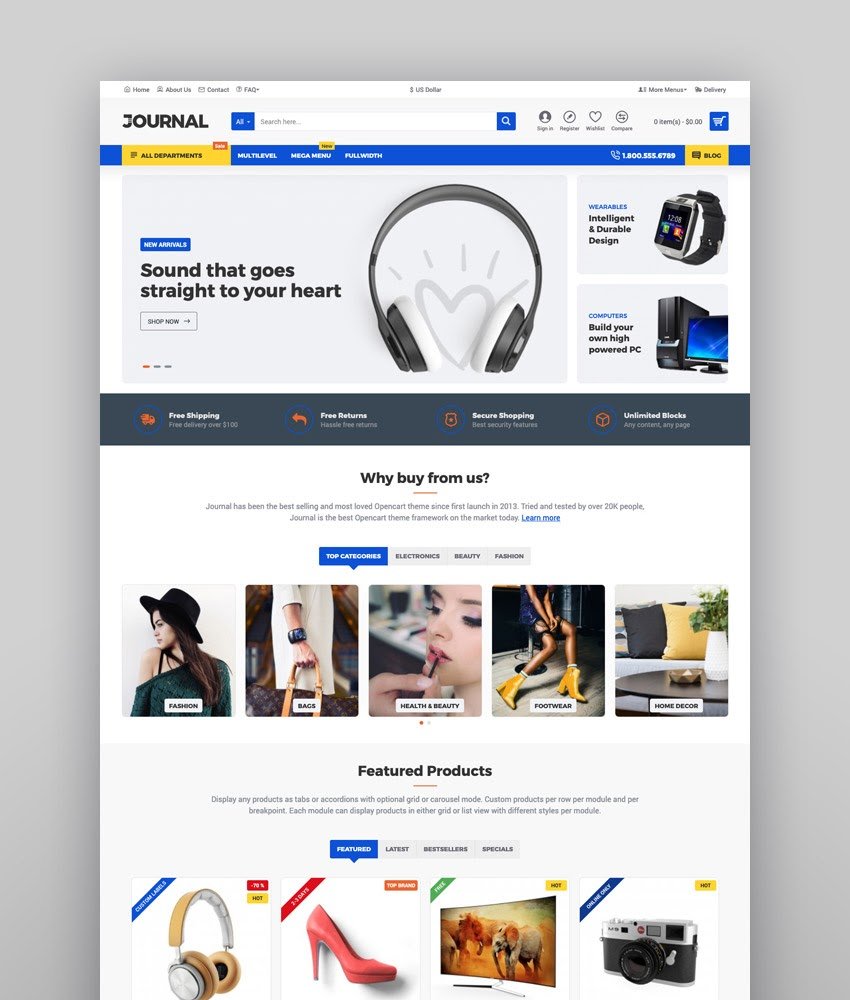 Home About Us Contact FAQ
$ US Dollar
More Menus Delivery
JOURNAL
All Search here...
Sign in Register Wishlist Compare
0 item(s) - $0.00
Sale
New
ALL DEPARTMENTS MULTILEVEL MEGA MENU FULLWIDTH
1.800.555.6789 BLOG
NEW ARRIVALS
Sound that goes
straight to your heart
SHOP NOW →
WEARABLES
Intelligent
& Durable
Design
12:08
COMPUTERS
Build your
own high
powered PC
Free Shipping
Free delivery over $100
Free Returns
Hassle free returns
Secure Shopping
Best security features
Unlimited Blocks
Any content, any page
Why buy from us?
Journal has been the best selling and most loved Opencart theme since first launch in 2013. Tried and tested by over 20K people,
Journal is the best Opencart theme framework on the market today. Learn more
TOP CATEGORIES ELECTRONICS BEAUTY FASHION
FASHION
BAGS
HEALTH & BEAUTY
FOOTWEAR
HOME DECOR
Featured Products
Display any products as tabs or accordions with optional grid or carousel mode. Custom products per row per module and per
breakpoint. Each module can display products in either grid or list view with different styles per module.
FEATURED LATEST BESTSELLERS SPECIALS
CUSTOM LABELS
-70 %
HOT
2-3 DAYS
TOP BRAND
FREE
HOT
ONLINE ONLY
HOT
M9